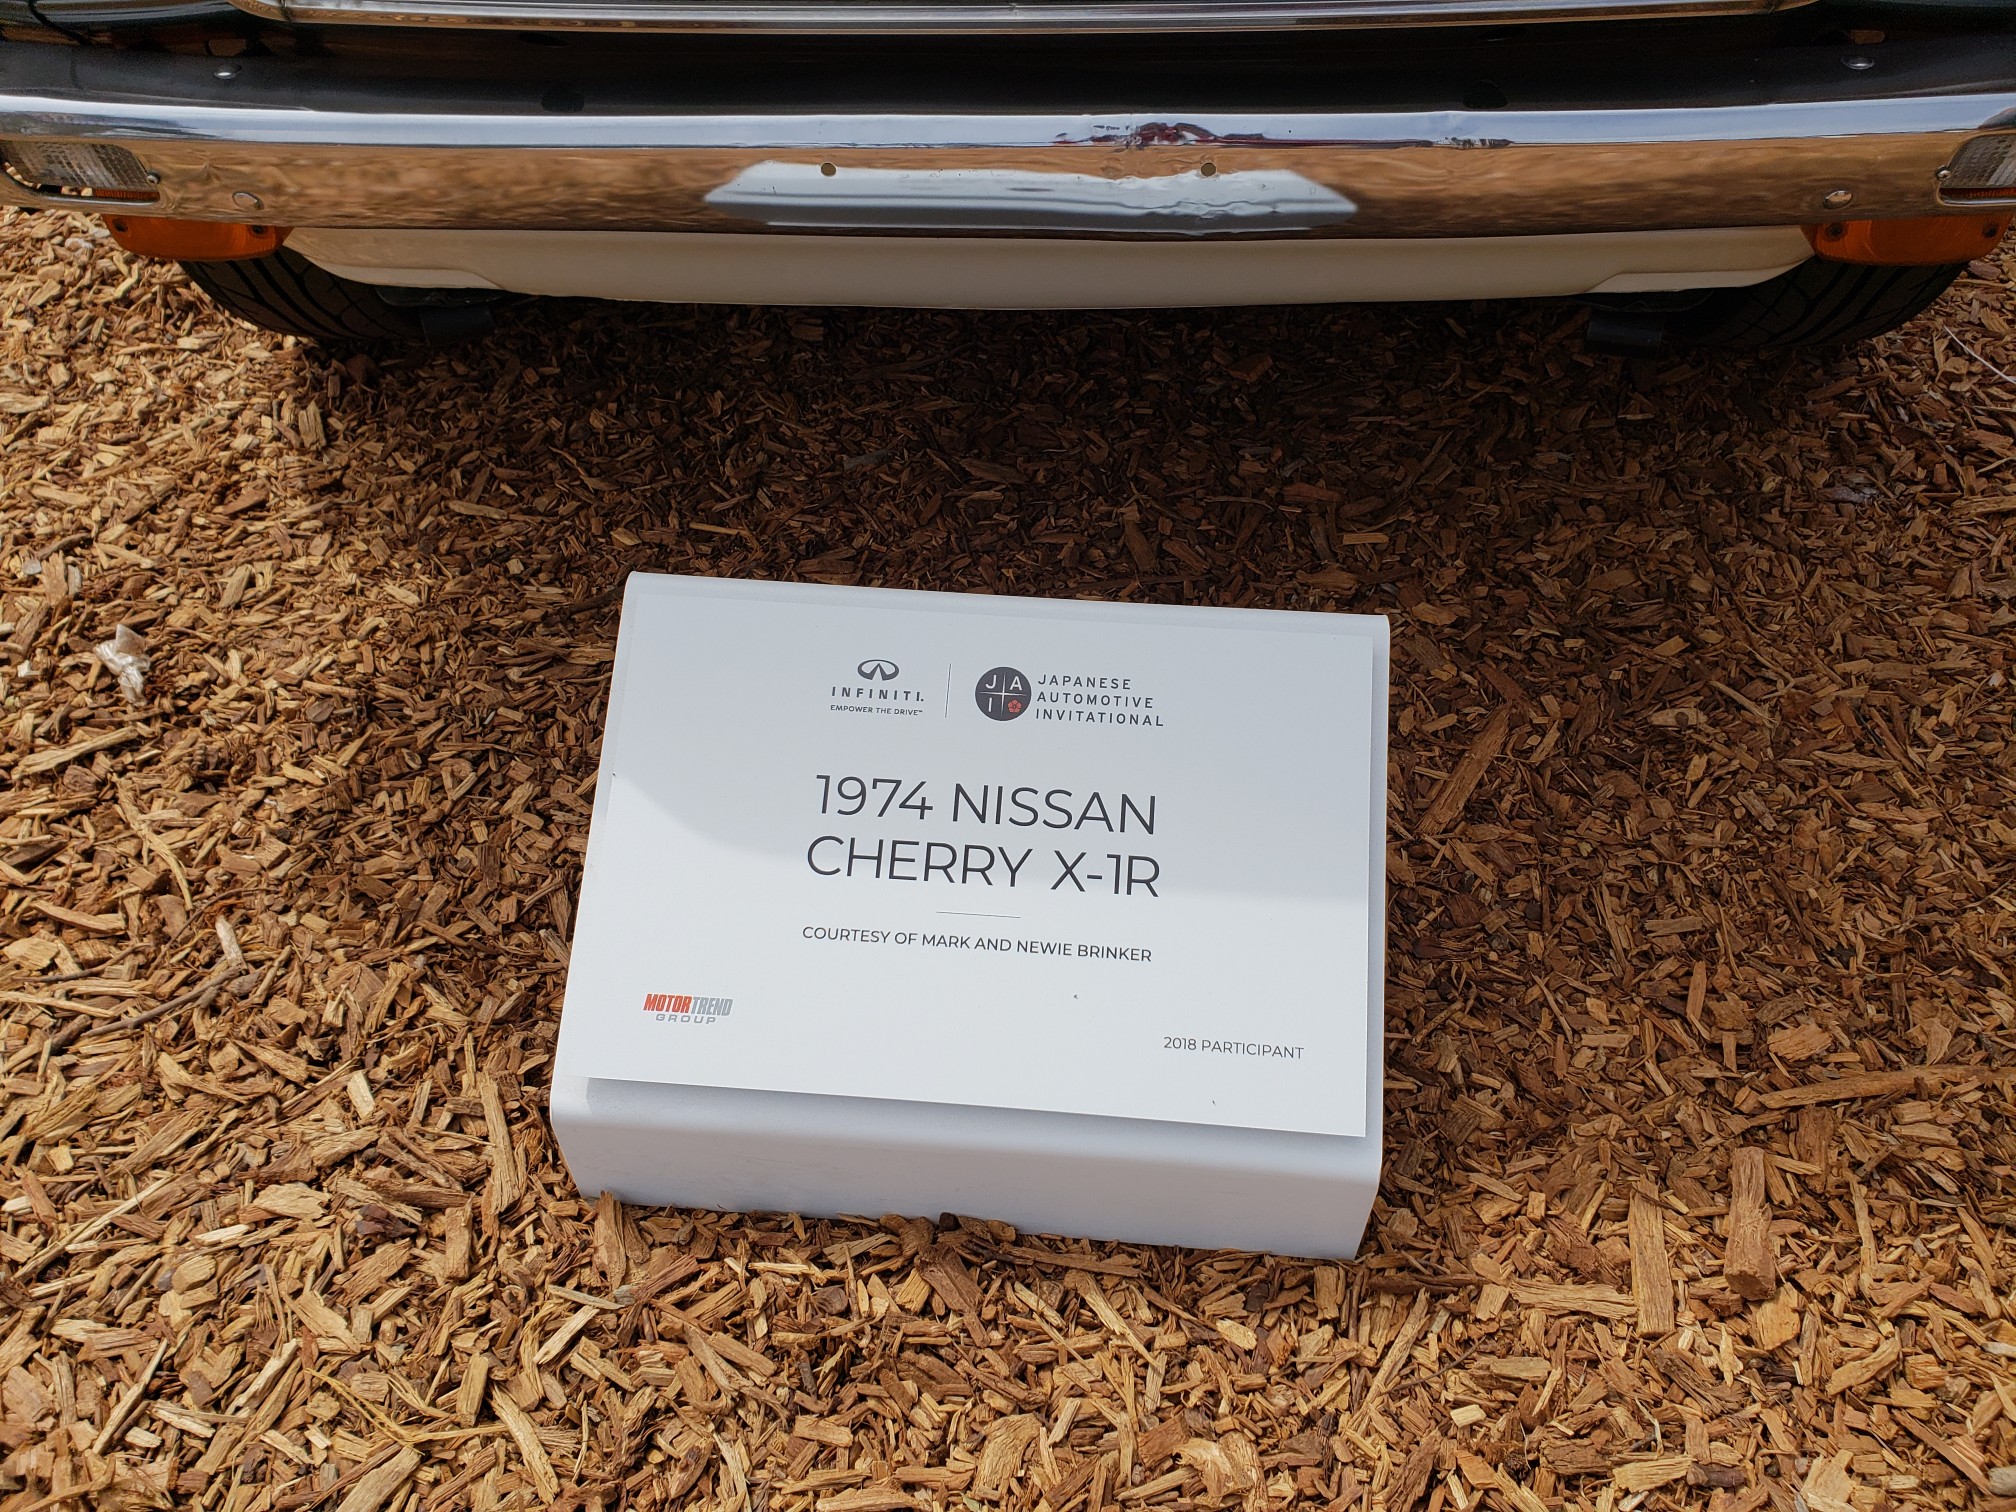 INFINITI.
EMPOWER THE DRIVE™
J A
I
JAPANESE
AUTOMOTIVE
INVITATIONAL
1974 NISSAN
CHERRY X-1R
COURTESY OF MARK AND NEWIE BRINKER
MOTORTREND
GROUP
2018 PARTICIPANT